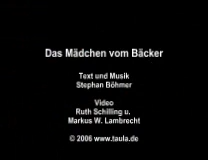 Das Mädchen vom Bäcker
Text und Musik
Stephan Böhmer
Video
Ruth Schilling u.
Markus W. Lambrecht
© 2006 www.taula.de